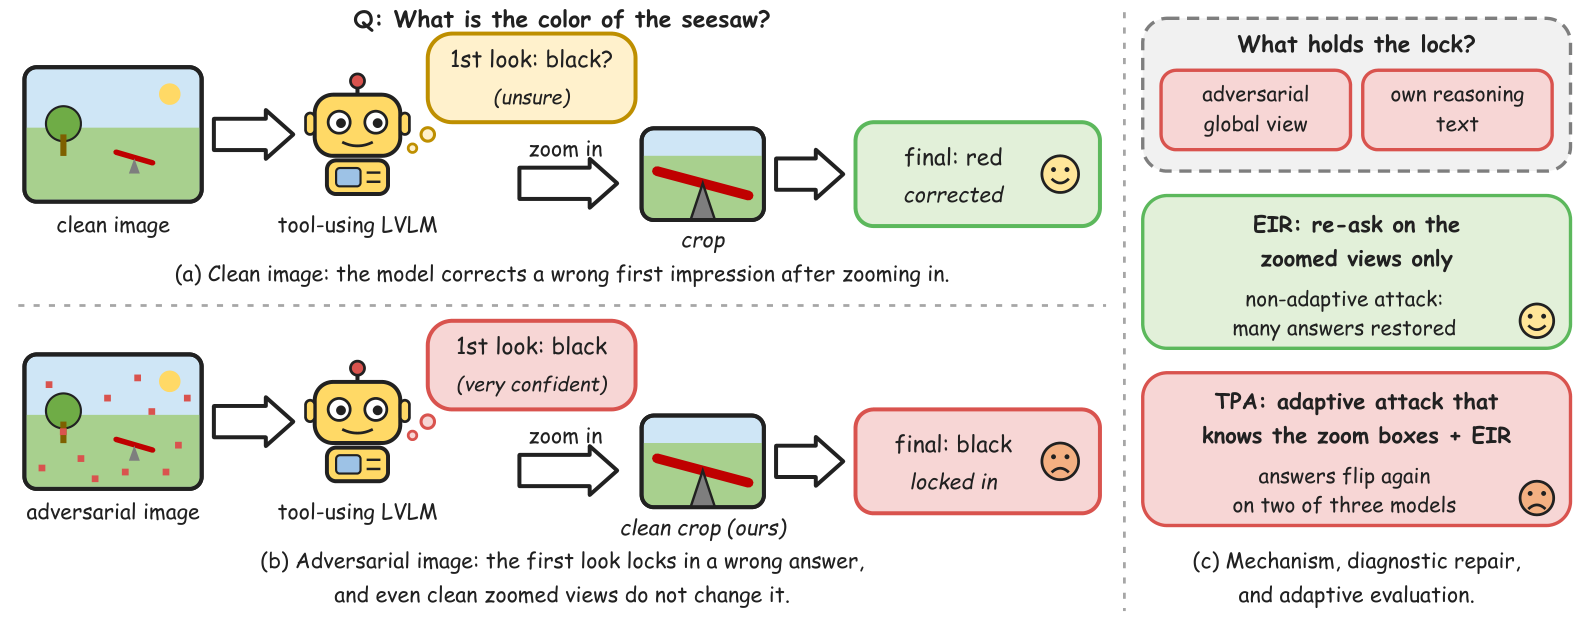 Q: What is the color of the seesaw?
1st look: black?
(unsure)
zoom in
final: red
corrected
clean image
tool-using LVLM
crop
(a) Clean image: the model corrects a wrong first impression after zooming in.
1st look: black
(very confident)
zoom in
final: black
locked in
adversarial image
tool-using LVLM
clean crop (ours)
(b) Adversarial image: the first look locks in a wrong answer,
and even clean zoomed views do not change it.
What holds the lock?
adversarial
global view
own reasoning
text
EIR: re-ask on the
zoomed views only
non-adaptive attack:
many answers restored
TPA: adaptive attack that
knows the zoom boxes + EIR
answers flip again
on two of three models
(c) Mechanism, diagnostic repair,
and adaptive evaluation.